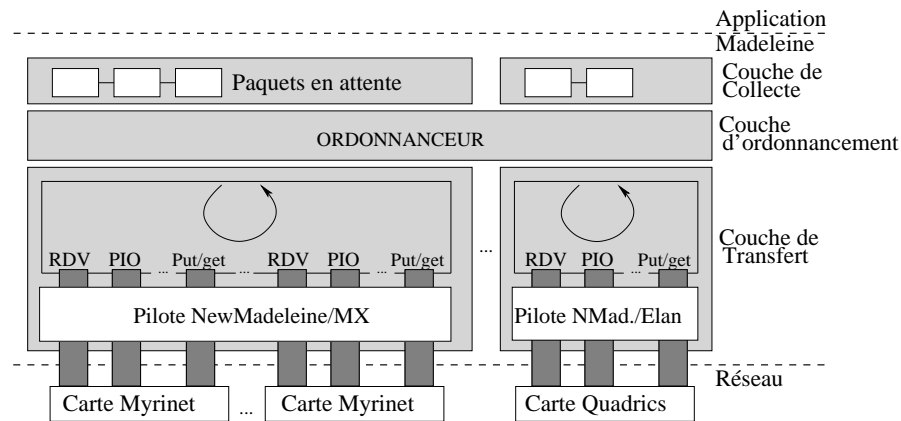 Application
Madeleine
Paquets en attente
Couche de
Collecte
ORDONNANCEUR
Couche
d'ordonnancement
RDV PIO ... Put/get ... RDV PIO ... Put/get
...
RDV PIO ... Put/get
Couche de
Transfert
Pilote NewMadeleine/MX
Pilote NMad./Elan
Réseau
Carte Myrinet ... Carte Myrinet
Carte Quadrics